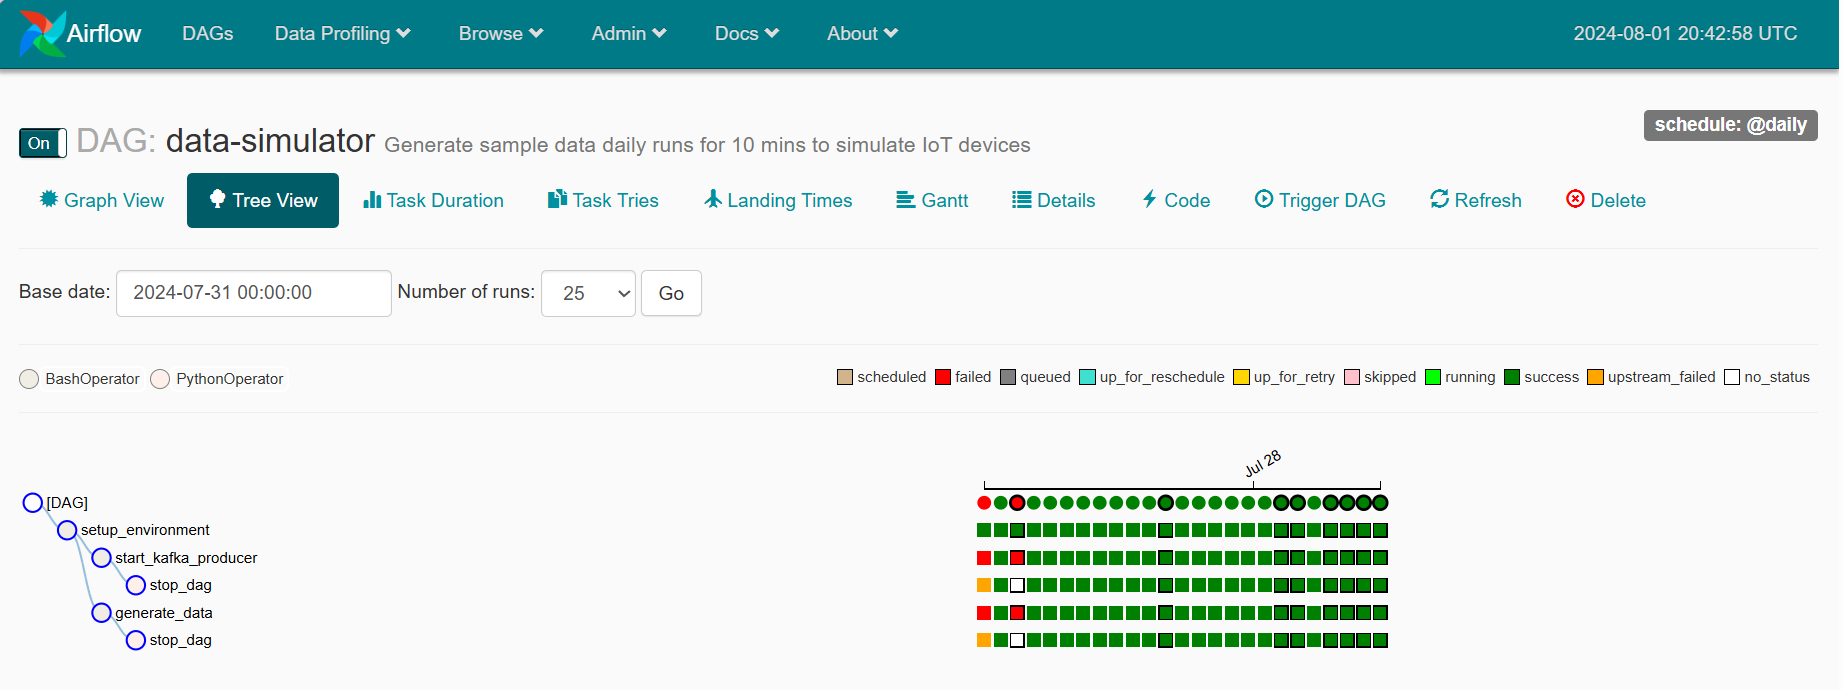 Airflow DAGs Data Profiling Browse Admin Docs About 2024-08-01 20:42:58 UTC
schedule: @daily
On DAG: data-simulator Generate sample data daily runs for 10 mins to simulate IoT devices
Graph View Tree View Task Duration Task Tries Landing Times Gantt Details Code Trigger DAG Refresh Delete
Base date: 2024-07-31 00:00:00 Number of runs: 25 Go
BashOperator PythonOperator scheduled failed queued up_for_reschedule up_for_retry skipped running success upstream_failed no_status
Jul 28
[DAG]
setup_environment
start_kafka_producer
stop_dag
generate_data
stop_dag